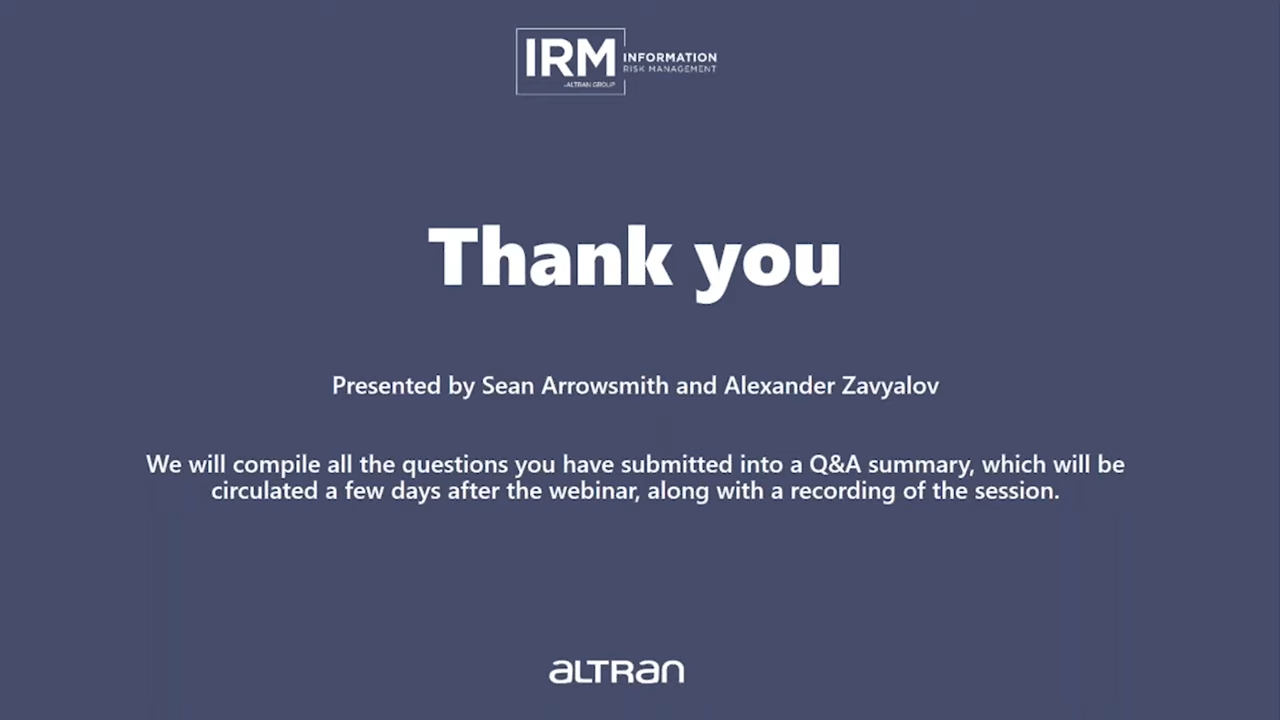 IRM INFORMATION
RISK MANAGEMENT
ALTRAN GROUP
Thank you
Presented by Sean Arrowsmith and Alexander Zavyalov
We will compile all the questions you have submitted into a Q&A summary, which will be
circulated a few days after the webinar, along with a recording of the session.
ALTRAN